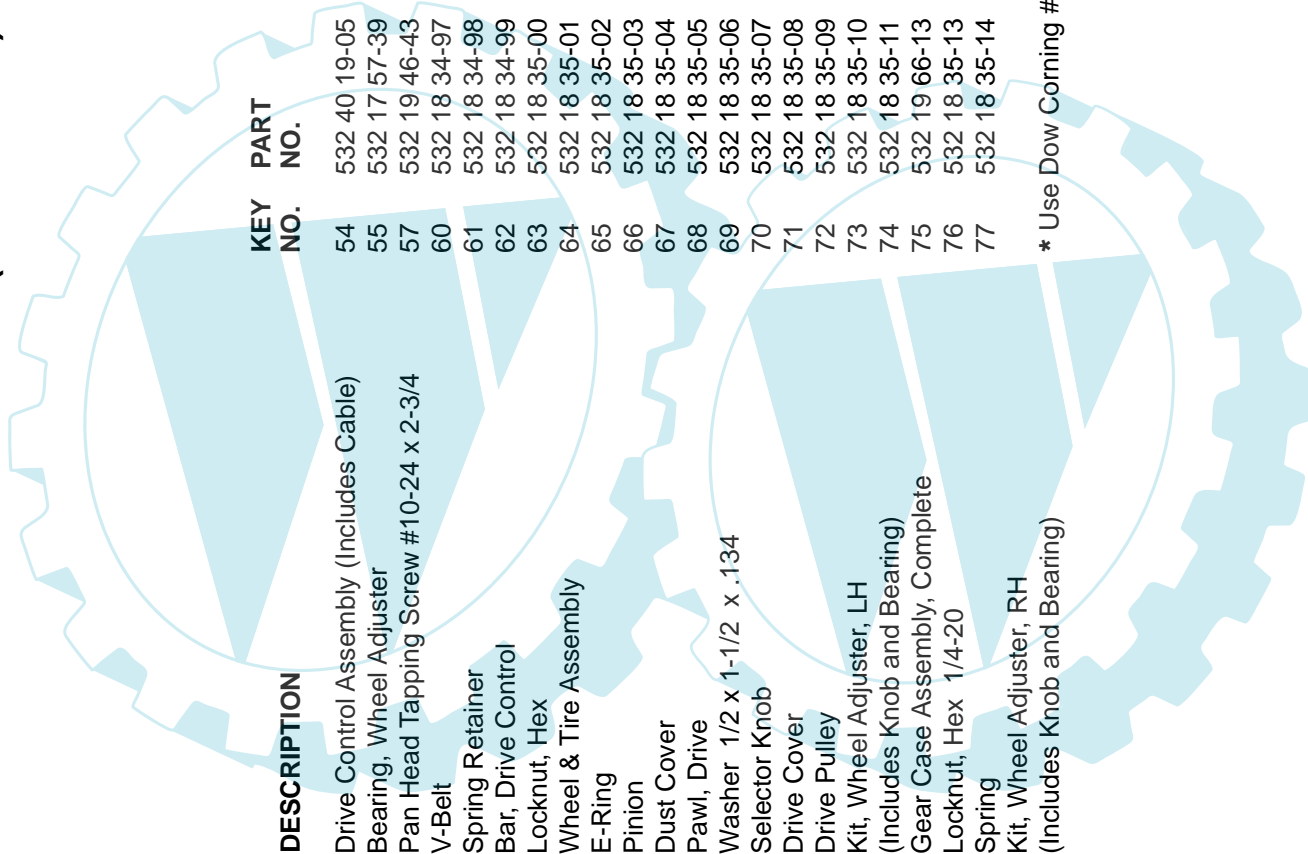 DESCRIPTION
Drive Control Assembly (Includes Cable)
Bearing, Wheel Adjuster
Pan Head Tapping Screw #10-24 x 2-3/4
V-Belt
Spring Retainer
Bar, Drive Control
Locknut, Hex
Wheel & Tire Assembly
E-Ring
Pinion
Dust Cover
Pawl, Drive
Washer 1/2 x 1-1/2 x .134
Selector Knob
Drive Cover
Drive Pulley
Kit, Wheel Adjuster, LH
(Includes Knob and Bearing)
Gear Case Assembly, Complete
Locknut, Hex 1/4-20
Spring
Kit, Wheel Adjuster, RH
(Includes Knob and Bearing)
KEY PART
NO. NO.
54 532 40 19-05
55 532 17 57-39
57 532 19 46-43
60 532 18 34-97
61 532 18 34-98
62 532 18 34-99
63 532 18 35-00
64 532 18 35-01
65 532 18 35-02
66 532 18 35-03
67 532 18 35-04
68 532 18 35-05
69 532 18 35-06
70 532 18 35-07
71 532 18 35-08
72 532 18 35-09
73 532 18 35-10
74 532 18 35-11
75 532 19 66-13
76 532 18 35-13
77 532 18 35-14
* Use Dow Corning #